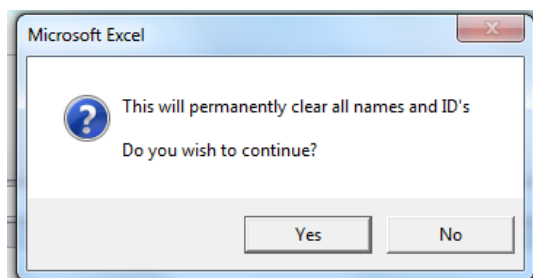 Microsoft Excel
This will permanently clear all names and ID's
Do you wish to continue?
Yes
No